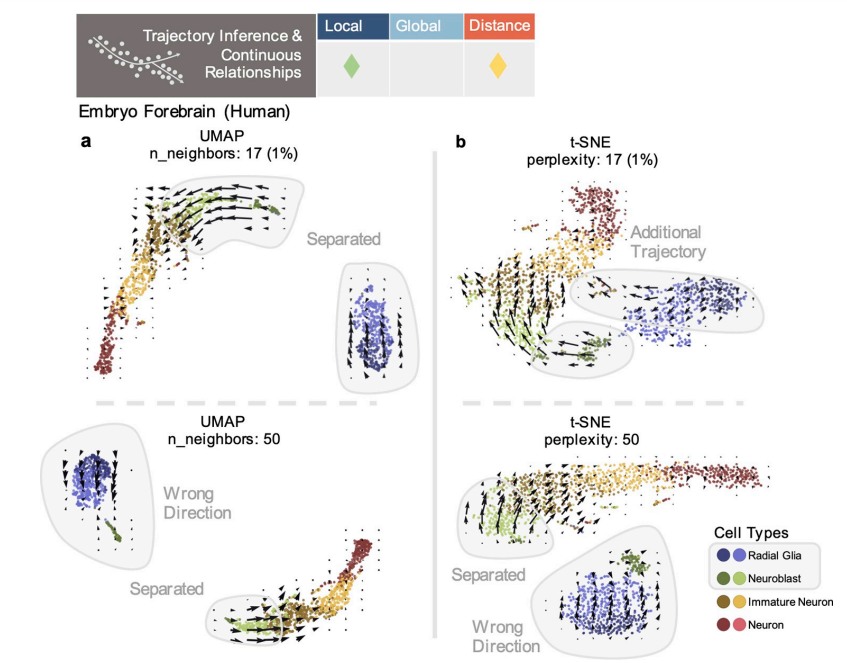 Trajectory Inference &
Continuous
Relationships
Local
Global
Distance
Embryo Forebrain (Human)
a
UMAP
n_neighbors: 17 (1%)
Separated
b
t-SNE
perplexity: 17 (1%)
Additional
Trajectory
UMAP
n_neighbors: 50
Wrong
Direction
Separated
t-SNE
perplexity: 50
Separated
Wrong
Direction
Cell Types
Radial Glia
Neuroblast
Immature Neuron
Neuron